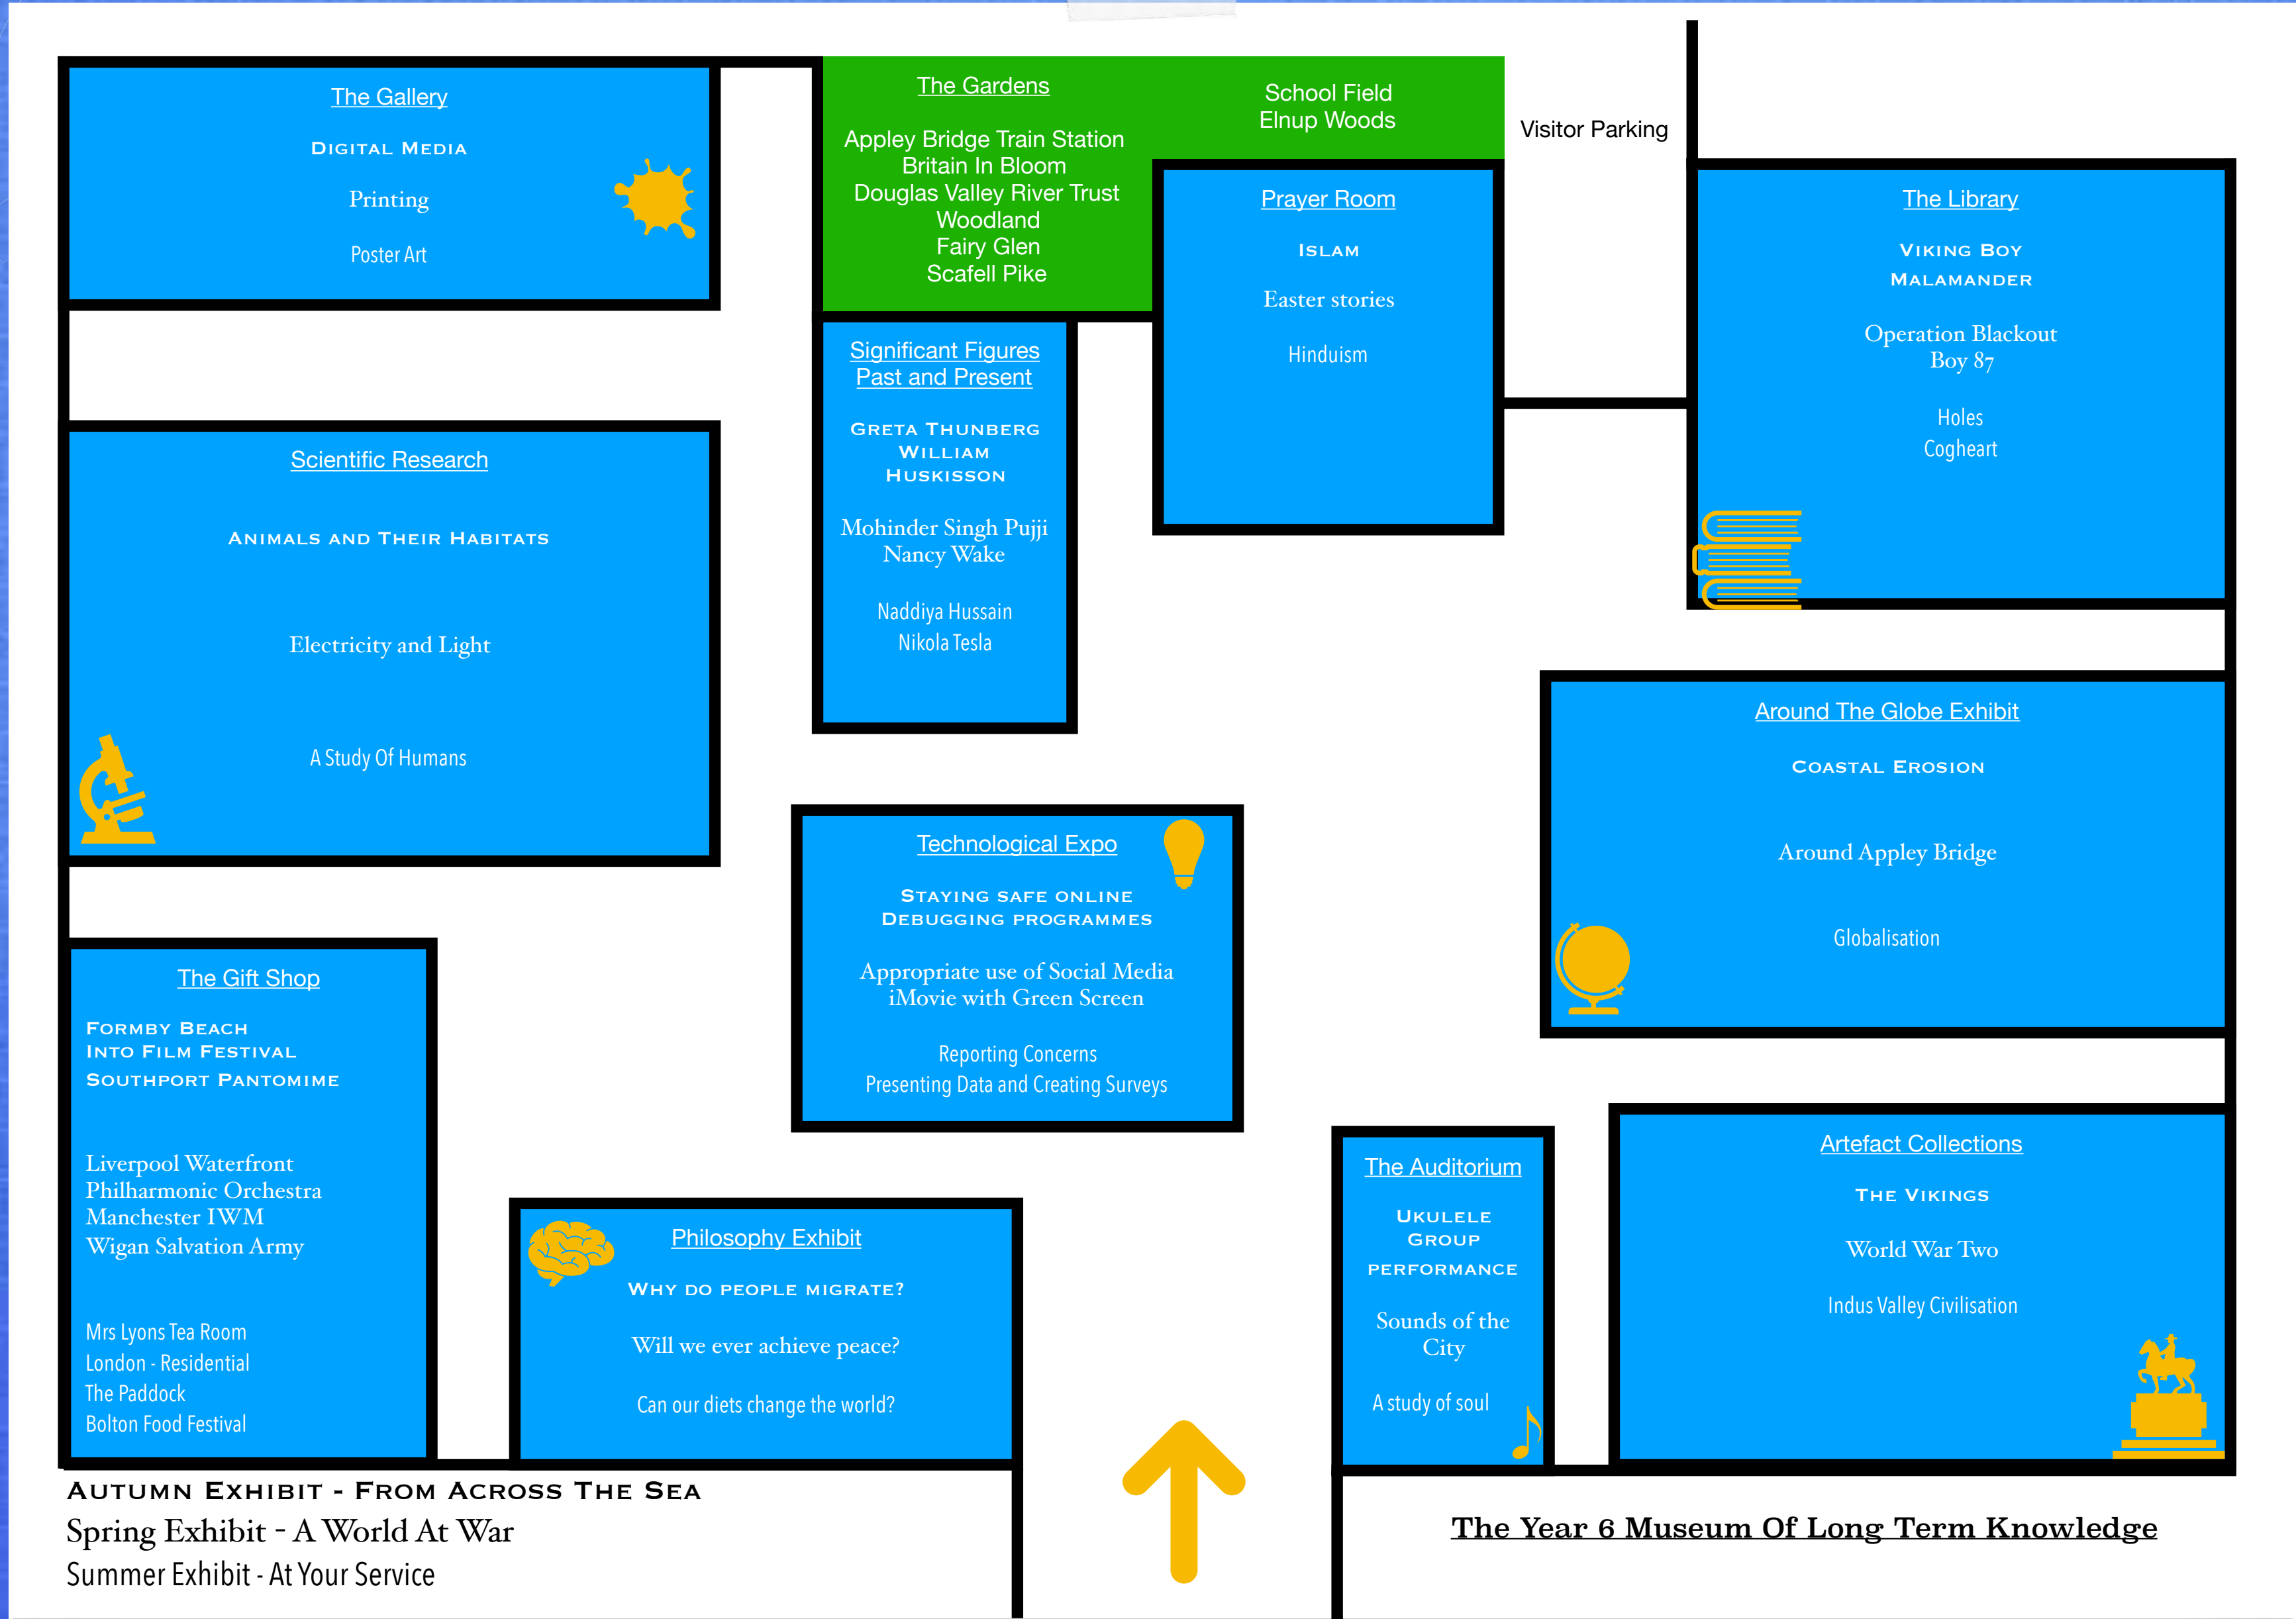 The Gallery
Digital Media
Printing
Poster Art
The Gardens
Appley Bridge Train Station
Britain In Bloom
Douglas Valley River Trust
Woodland
Fairy Glen
Scafell Pike
School Field
Elnup Woods
Visitor Parking
Prayer Room
Islam
Easter stories
Hinduism
The Library
Viking Boy
Malamander
Operation Blackout
Boy 87
Holes
Cogheart
Significant Figures
Past and Present
Greta Thunberg
William
Huskisson
Mohinder Singh Pujji
Nancy Wake
Naddiya Hussain
Nikola Tesla
Scientific Research
Animals and Their Habitats
Electricity and Light
A Study Of Humans
Around The Globe Exhibit
Coastal Erosion
Around Appley Bridge
Globalisation
Technological Expo
Staying safe online
Debugging programmes
Appropriate use of Social Media
iMovie with Green Screen
Reporting Concerns
Presenting Data and Creating Surveys
The Gift Shop
Formby Beach
Into Film Festival
Southport Pantomime
Liverpool Waterfront
Philharmonic Orchestra
Manchester IWM
Wigan Salvation Army
Mrs Lyons Tea Room
London - Residential
The Paddock
Bolton Food Festival
Philosophy Exhibit
Why do people migrate?
Will we ever achieve peace?
Can our diets change the world?
The Auditorium
Ukulele
Group
performance
Sounds of the
City
A study of soul
Artefact Collections
The Vikings
World War Two
Indus Valley Civilisation
Autumn Exhibit - From Across The Sea
Spring Exhibit - A World At War
Summer Exhibit - At Your Service
The Year 6 Museum Of Long Term Knowledge